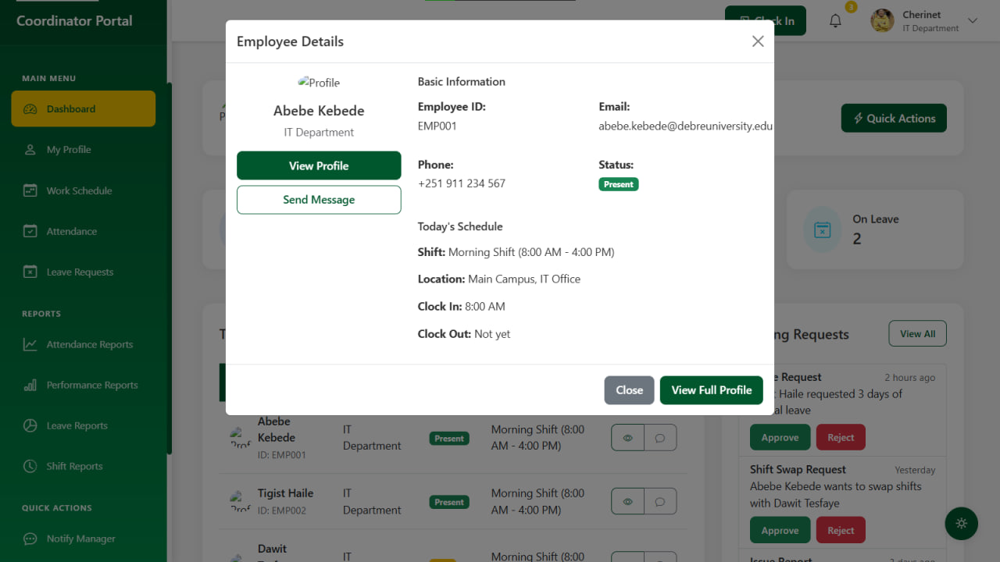 Coordinator Portal
MAIN MENU
Dashboard
My Profile
Work Schedule
Attendance
Leave Requests
REPORTS
Attendance Reports
Performance Reports
Leave Reports
Shift Reports
QUICK ACTIONS
Notify Manager
Clock In
3
Cherinet
IT Department
Quick Actions
On Leave
2
Employee Details
Profile
Abebe Kebede
IT Department
View Profile
Send Message
Basic Information
Employee ID:
EMP001
Email:
abebe.kebede@debreuniversity.edu
Phone:
+251 911 234 567
Status:
Present
Today's Schedule
Shift: Morning Shift (8:00 AM - 4:00 PM)
Location: Main Campus, IT Office
Clock In: 8:00 AM
Clock Out: Not yet
Close
View Full Profile
Abebe
Kebede
ID: EMP001
IT
Department
Present
Morning Shift (8:00
AM - 4:00 PM)
Tigist Haile
ID: EMP002
IT
Department
Present
Morning Shift (8:00
AM - 4:00 PM)
Dawit
IT
Morning Shift (8:00
Requests
View All
Request
2 hours ago
Haile requested 3 days of
leave
Approve
Reject
Shift Swap Request
Yesterday
Abebe Kebede wants to swap shifts
with Dawit Tesfaye
Approve
Reject
Issue Report
2 days ago